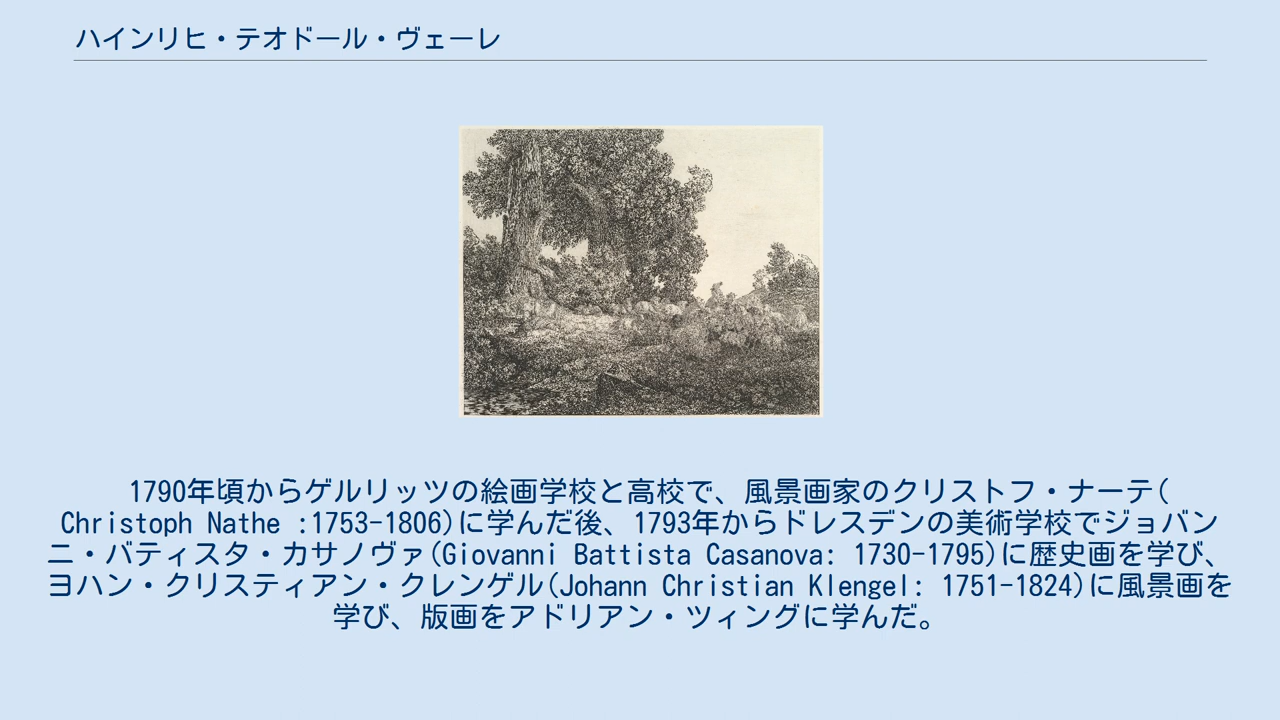 ハインリヒ・テオドール・ヴェーレ
1790年頃からゲルリッツの絵画学校と高校で、風景画家のクリストフ・ナーテ(
Christoph Nathe :1753-1806)に学んだ後、1793年からドレスデンの美術学校でジョバン
ニ・バティスタ・カサノヴァ(Giovanni Battista Casanova: 1730-1795)に歴史画を学び、
ヨハン・クリスティアン・クレンゲル(Johann Christian Klengel: 1751-1824)に風景画を
学び、版画をアドリアン・ツィングに学んだ。